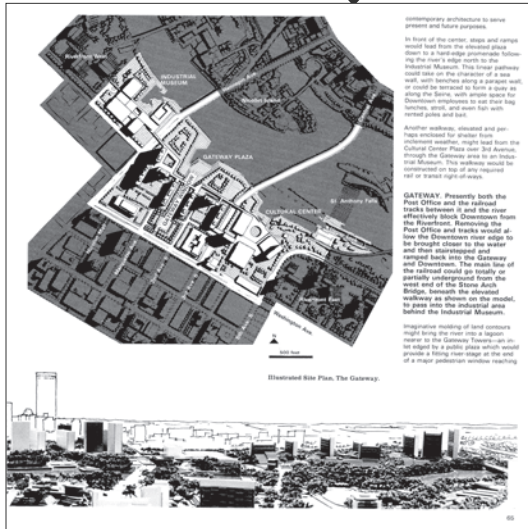 contemporary architecture to serve
present and future purposes.
In front of the center, steps and ramps
would lead from the elevated plaza
down to a hard-edge promenade follow-
ing the river's edge north to the
Industrial Museum. This linear pathway
could take on the character of a sea
wall, with benches along a parapet wall,
or could be terraced to form a quay as
along the Seine, with ample space for
Downtown employees to eat their bag
lunches, stroll, and even fish with
rented poles and bait.
Another walkway, elevated and per-
haps enclosed for shelter from
inclement weather, might lead from the
Cultural Center Plaza over 3rd Avenue,
through the Gateway area to an Indus-
trial Museum. This walkway would be
constructed on top of any required
rail or transit right-of-ways.
GATEWAY. Presently both the
Post Office and the railroad
tracks between it and the river
effectively block Downtown from
the Riverfront. Removing the
Post Office and tracks would al-
low the Downtown river edge to
be brought closer to the water
and then stairstepped and
ramped back into the Gateway
and Downtown. The main line of
the railroad could go totally or
partially underground from the
west end of the Stone Arch
Bridge, beneath the elevated
walkway as shown on the model,
to pass into the industrial area
behind the Industrial Museum.
Imaginative molding of land contours
might bring the river into a lagoon
nearer to the Gateway Towers—an in-
let edged by a public plaza which would
provide a fitting river-stage at the end
of a major pedestrian window reaching
Riverfront West
INDUSTRIAL
MUSEUM
Nicollet Island
GATEWAY PLAZA
St. Anthony Falls
CULTURAL CENTER
Riverfront East
Washington Ave.
N
500 feet
Illustrated Site Plan, The Gateway.
65